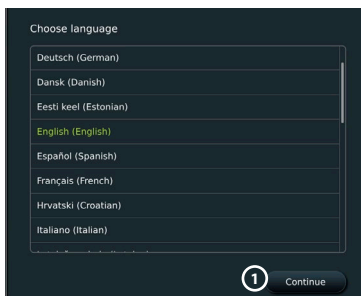 Choose language
Deutsch (German)
Dansk (Danish)
Eesti keel (Estonian)
English (English)
Español (Spanish)
Français (French)
Hrvatski (Croatian)
Italiano (Italian)
1 Continue